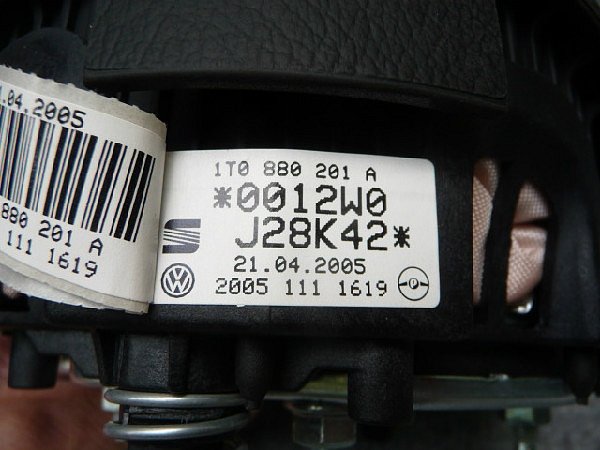 .04.2005
880 201 A
111 1619
1T0 880 201 A
*0012W0
J28K42*
21.04.2005
2005 111 1619